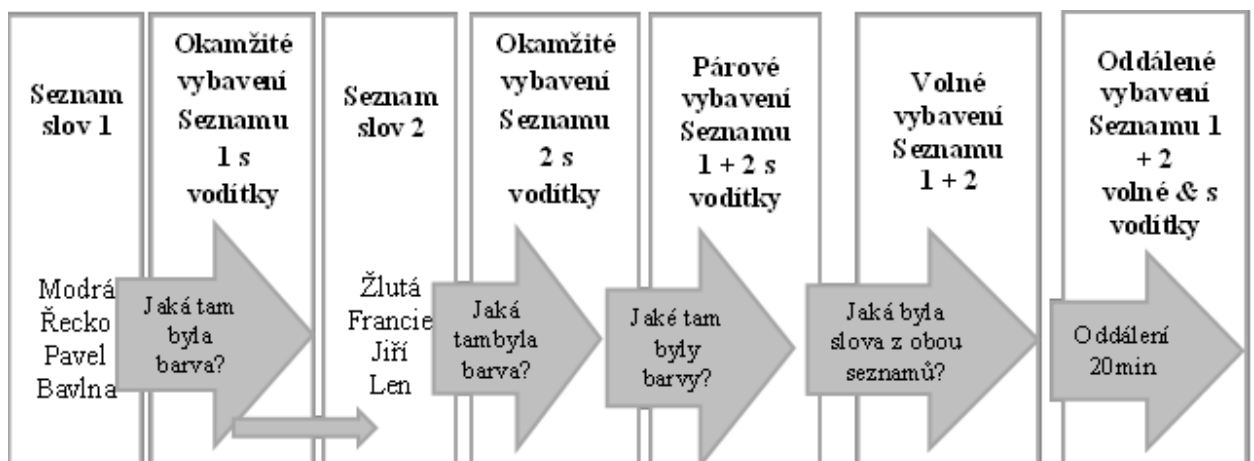 Seznam
slov 1
Modrá
Řecko
Pavel
Bavlna
Okamžité
vybavení
Seznamu
1 s
vodítky
Jaká tam
byla
barva?
Seznam
slov 2
Žlutá
Francie
Jiří
Len
Okamžité
vybavení
Seznamu
2 s
vodítky
Jaká
tambyla
barva?
Párové
vybavení
Seznamu
1 + 2 s
vodítky
Jaké tam
byly
barvy?
Volné
vybavení
Seznamu
1 + 2
Jaká byla
slova z obou
seznamů?
Oddálené
vybavení
Seznamu 1
+ 2
volné & s
vodítky
Oddálení
20min